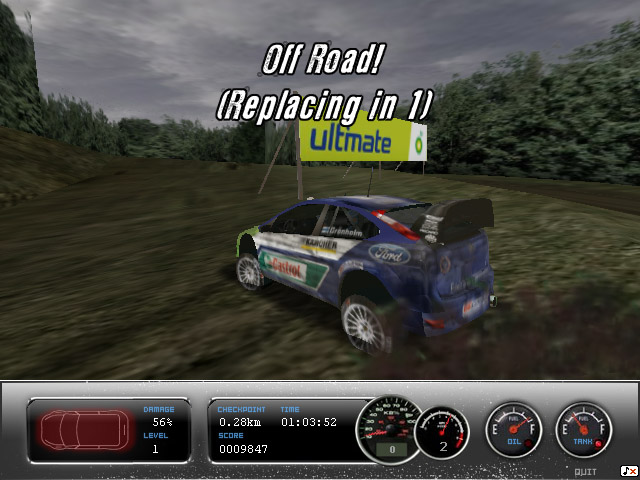 Off Road!
(Replacing in 1)
ultmate
Grönholm
KÄRCHER
Castrol
Ford
DAMAGE
56%
LEVEL
1
CHECKPOINT TIME
0.28km 01:03:52
SCORE
0009847
0
2
E FUEL F
OIL
E FUEL F
TANK
QUIT